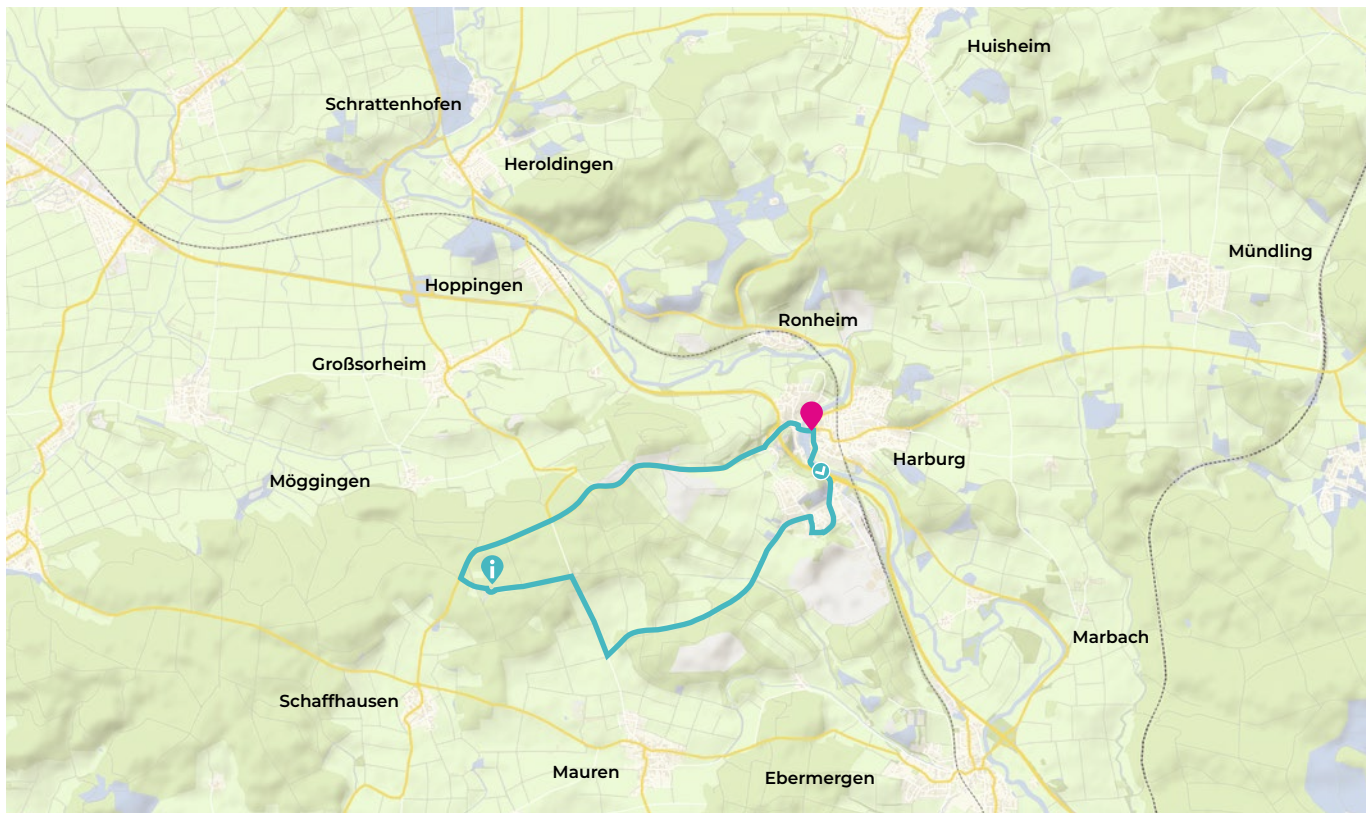 Huisheim
Schrattenhofen
Heroldingen
Mündling
Hoppingen
Ronheim
Großsorheim
Harburg
Möggingen
i
Marbach
Schaffhausen
Mauren
Ebermergen